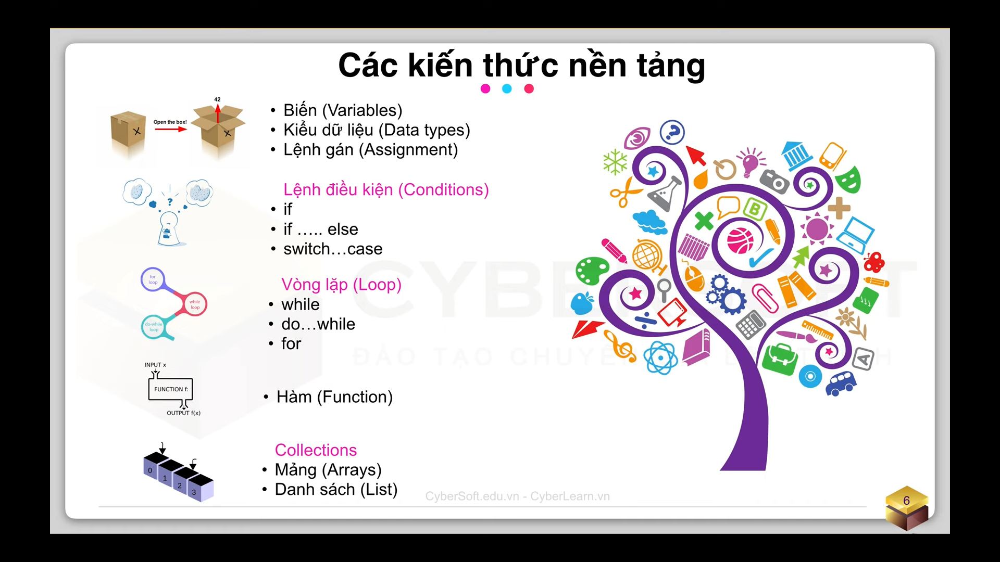 Các kiến thức nền tảng
42
Open the box!
X
X
• Biến (Variables)
• Kiểu dữ liệu (Data types)
• Lệnh gán (Assignment)
?
Lệnh điều kiện (Conditions)
• if
• if ….. else
• switch…case
for
loop
while
loop
do-while
loop
Vòng lặp (Loop)
• while
• do…while
• for
INPUT x
FUNCTION f:
OUTPUT f(x)
• Hàm (Function)
0
1
2
3
Collections
• Mảng (Arrays)
• Danh sách (List)
?
B
A
CYBERSOFT
CyberSoft.edu.vn - CyberLearn.vn
6